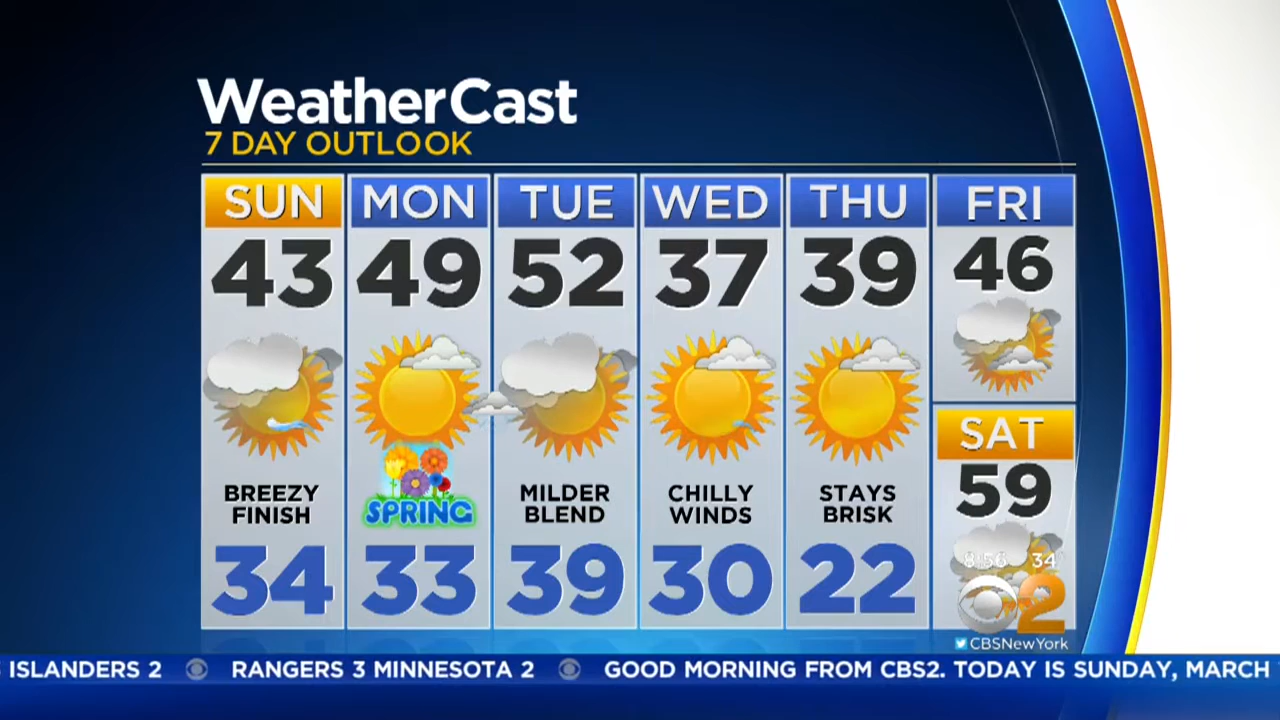 WeatherCast
7 DAY OUTLOOK
SUN MON TUE WED THU FRI
43 49 52 37 39 46
SPRING
BREEZY FINISH
MILDER BLEND
CHILLY WINDS
STAYS BRISK
34 33 39 30 22
SAT
59
8:56 34°
2
CBSNewYork
ISLANDERS 2 RANGERS 3 MINNESOTA 2 GOOD MORNING FROM CBS2. TODAY IS SUNDAY, MARCH